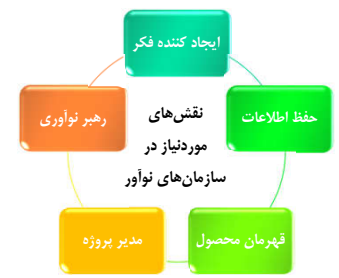 ایجاد کننده فکر
حفظ اطلاعات
قهرمان محصول
مدیر پروژه
رهبر نوآوری
نقش‌های
موردنیاز در
سازمان‌های نوآور